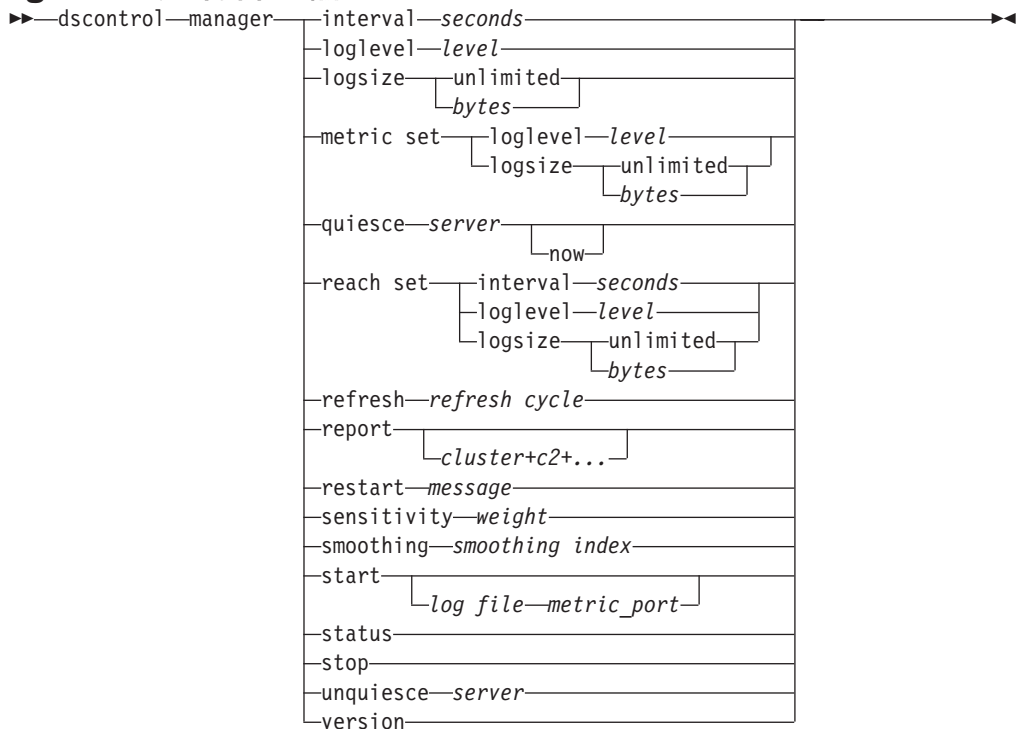 dscontrol manager interval seconds
loglevel level
logsize unlimited
bytes
metric set loglevel level
logsize unlimited
bytes
quiesce server
now
reach set interval seconds
loglevel level
logsize unlimited
bytes
refresh refresh cycle
report
cluster+c2+...
restart message
sensitivity weight
smoothing smoothing index
start
log file metric_port
status
stop
unquiesce server
version